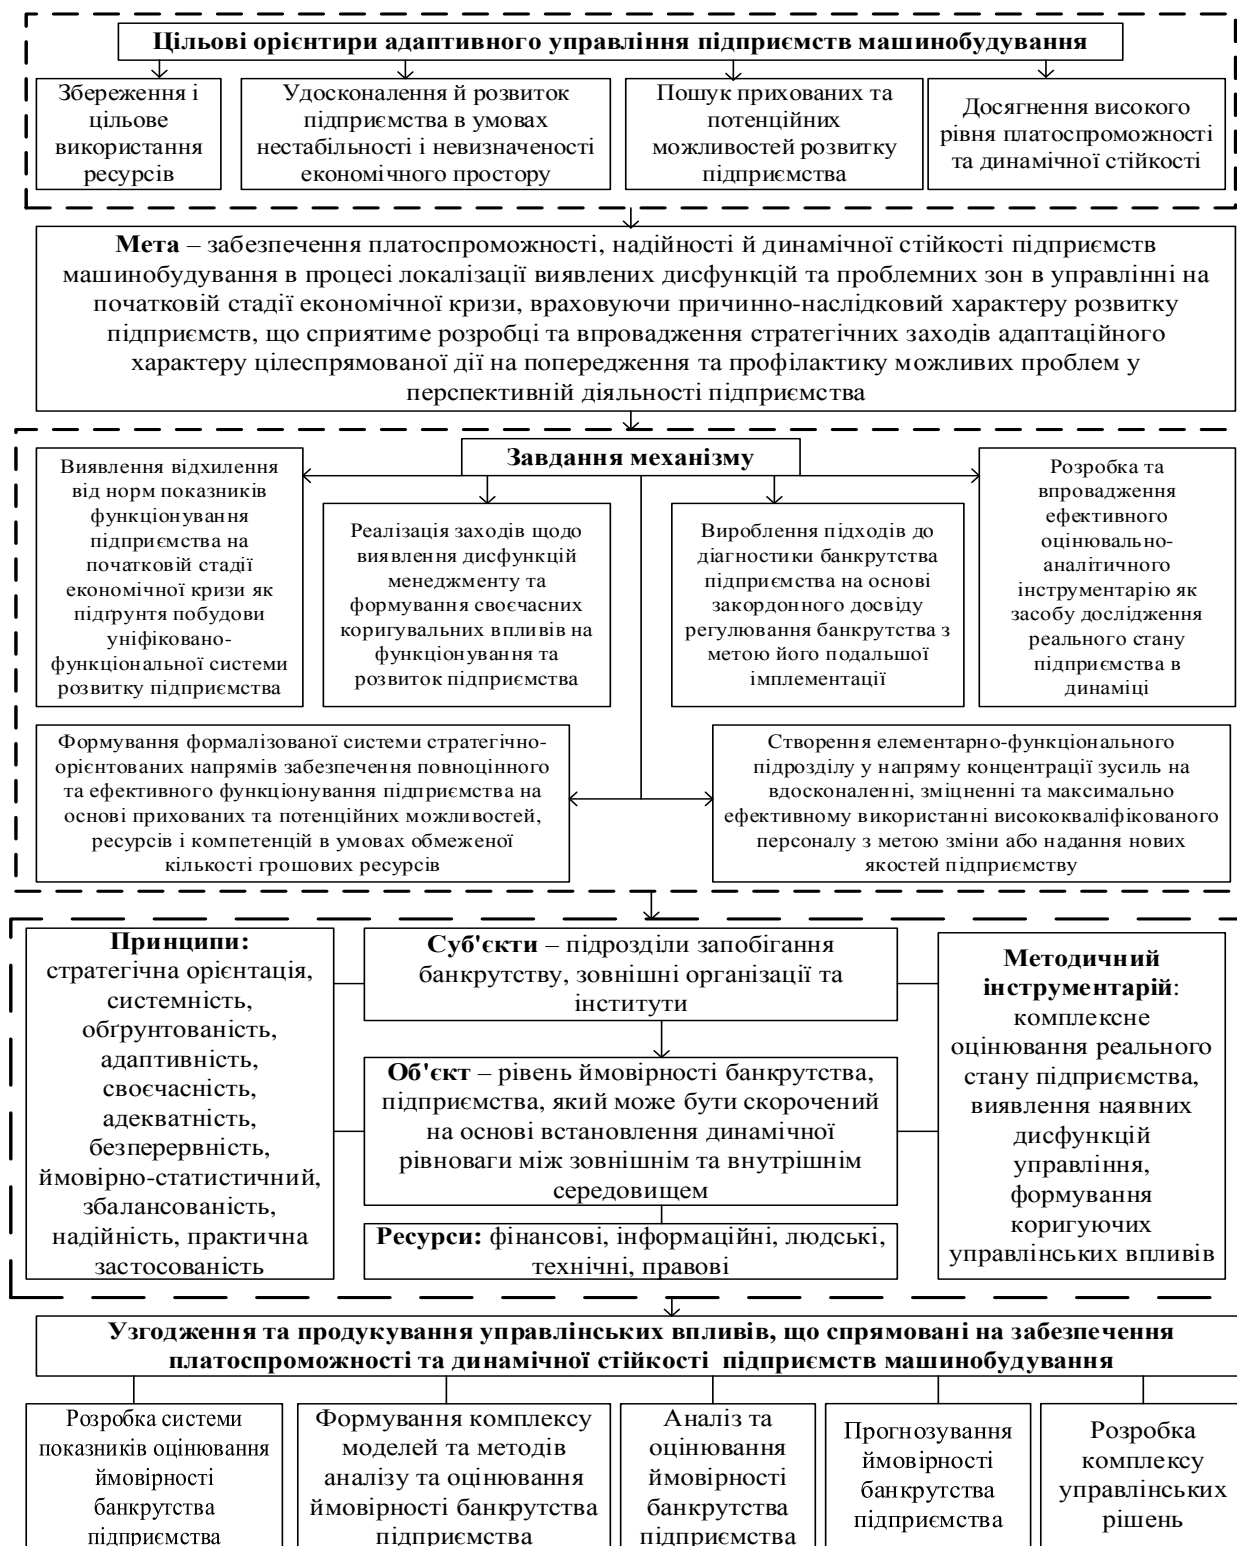 Цільові орієнтири адаптивного управління підприємств машинобудування
Збереження і
цільове
використання
ресурсів
Удосконалення й розвиток
підприємства в умовах
нестабільності і невизначеності
економічного простору
Пошук прихованих та
потенційних
можливостей розвитку
підприємства
Досягнення високого
рівня платоспроможності
та динамічної стійкості
Мета – забезпечення платоспроможності, надійності й динамічної стійкості підприємств
машинобудування в процесі локалізації виявлених дисфункцій та проблемних зон в управлінні на
початковій стадії економічної кризи, враховуючи причинно-наслідковий характеру розвитку
підприємств, що сприятиме розробці та впровадження стратегічних заходів адаптаційного
характеру цілеспрямованої дії на попередження та профілактику можливих проблем у
перспективній діяльності підприємства
Завдання механізму
Виявлення відхилення
від норм показників
функціонування
підприємства на
початковій стадії
економічної кризи як
підґрунтя побудови
уніфіковано-
функціональної системи
розвитку підприємства
Реалізація заходів щодо
виявлення дисфункцій
менеджменту та
формування своєчасних
коригувальних впливів на
функціонування та
розвиток підприємства
Вироблення підходів до
діагностики банкрутства
підприємства на основі
закордонного досвіду
регулювання банкрутства з
метою його подальшої
імплементації
Розробка та
впровадження
ефективного
оцінювально-
аналітичного
інструментарію як
засобу дослідження
реального стану
підприємства в
динаміці
Формування формалізованої системи стратегічно-
орієнтованих напрямів забезпечення повноцінного
та ефективного функціонування підприємства на
основі прихованих та потенційних можливостей,
ресурсів і компетенцій в умовах обмеженої
кількості грошових ресурсів
Створення елементарно-функціонального
підрозділу у напряму концентрації зусиль на
вдосконаленні, зміцненні та максимально
ефективному використанні висококваліфікованого
персоналу з метою зміни або надання нових
якостей підприємству
Принципи:
стратегічна орієнтація,
системність,
обґрунтованість,
адаптивність,
своєчасність,
адекватність,
безперервність,
ймовірно-статистичний,
збалансованість,
надійність, практична
застосованість
Суб'єкти – підрозділи запобігання
банкрутству, зовнішні організації та
інститути
Об'єкт – рівень ймовірності банкрутства,
підприємства, який може бути скорочений
на основі встановлення динамічної
рівноваги між зовнішнім та внутрішнім
середовищем
Ресурси: фінансові, інформаційні, людські,
технічні, правові
Методичний
інструментарій:
комплексне
оцінювання реального
стану підприємства,
виявлення наявних
дисфункцій
управління,
формування
коригуючих
управлінських впливів
Узгодження та продукування управлінських впливів, що спрямовані на забезпечення
платоспроможності та динамічної стійкості підприємств машинобудування
Розробка системи
показників оцінювання
ймовірності
банкрутства
підприємства
Формування комплексу
моделей та методів
аналізу та оцінювання
ймовірності банкрутства
підприємства
Аналіз та
оцінювання
ймовірності
банкрутства
підприємства
Прогнозування
ймовірності
банкрутства
підприємства
Розробка
комплексу
управлінських
рішень